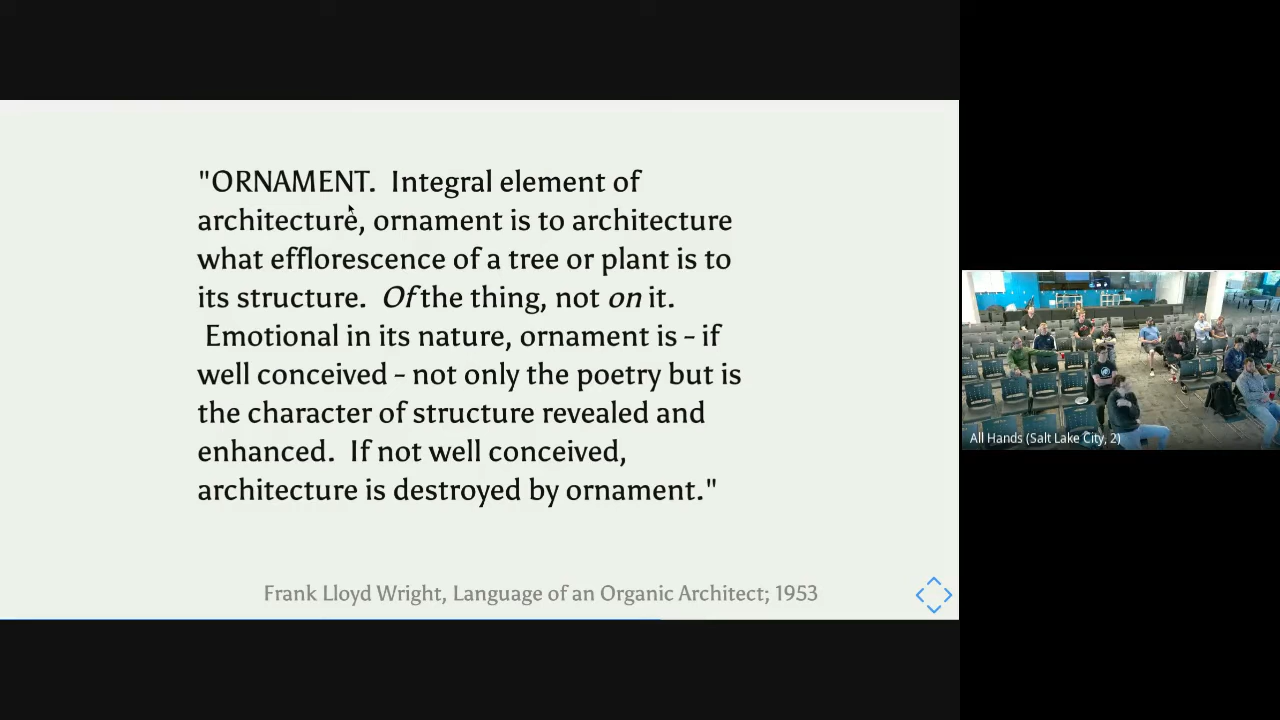 "ORNAMENT.  Integral element of
architecture, ornament is to architecture
what efflorescence of a tree or plant is to
its structure.  Of the thing, not on it.
Emotional in its nature, ornament is – if
well conceived – not only the poetry but is
the character of structure revealed and
enhanced.  If not well conceived,
architecture is destroyed by ornament."
Frank Lloyd Wright, Language of an Organic Architect; 1953
All Hands (Salt Lake City, 2)